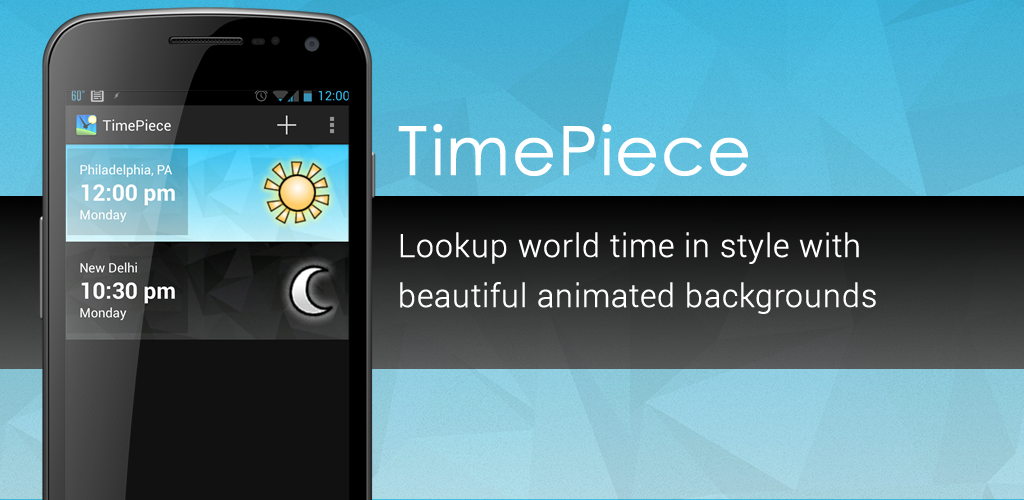 60° 12:00
TimePiece
Philadelphia, PA
12:00 pm
Monday
New Delhi
10:30 pm
Monday
TimePiece
Lookup world time in style with
beautiful animated backgrounds